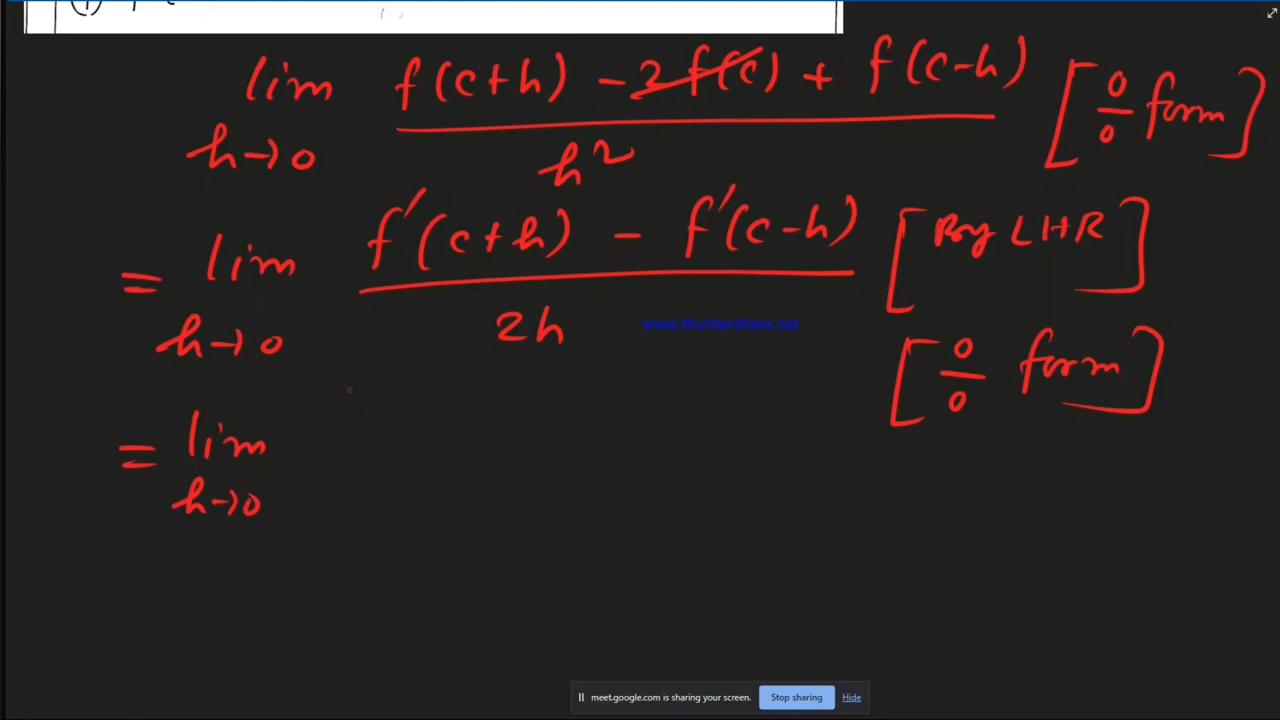 lim f(c+h) - 2f(c) + f(c-h) [0/0 form]
h→0 h²
= lim f'(c+h) - f'(c-h) [By LHR]
h→0 2h
www.thundershare.net
[0/0 form]
= lim
h→0
meet.google.com is sharing your screen. Stop sharing Hide